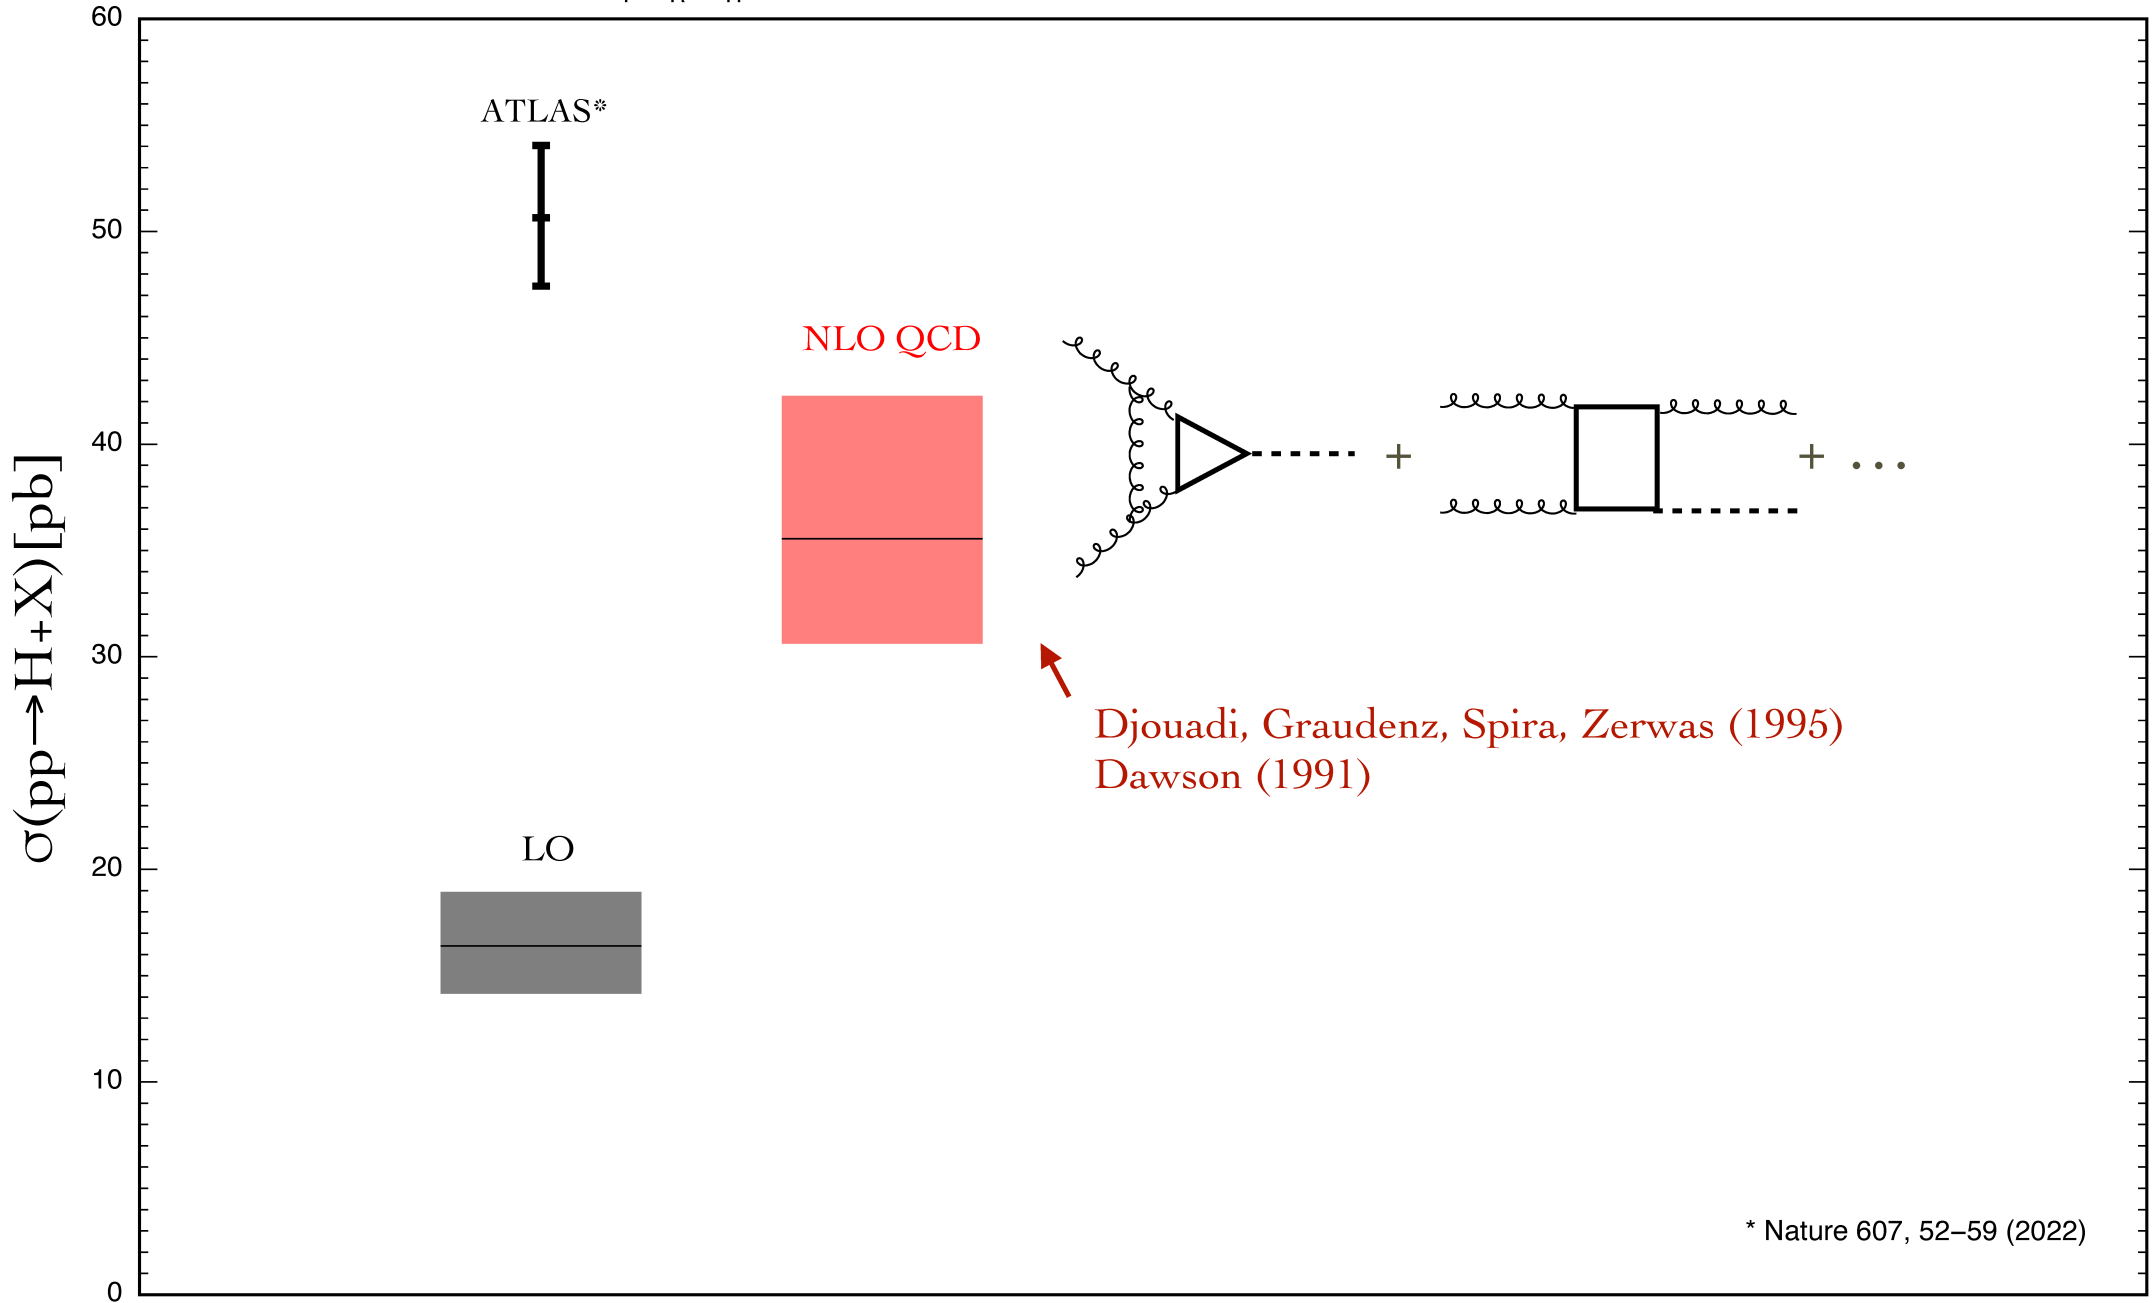 60
ATLAS*
50
NLO QCD
40
σ(pp→H+X)[pb]
+
+ ...
30
Djouadi, Graudenz, Spira, Zerwas (1995)
Dawson (1991)
LO
20
10
* Nature 607, 52–59 (2022)
0